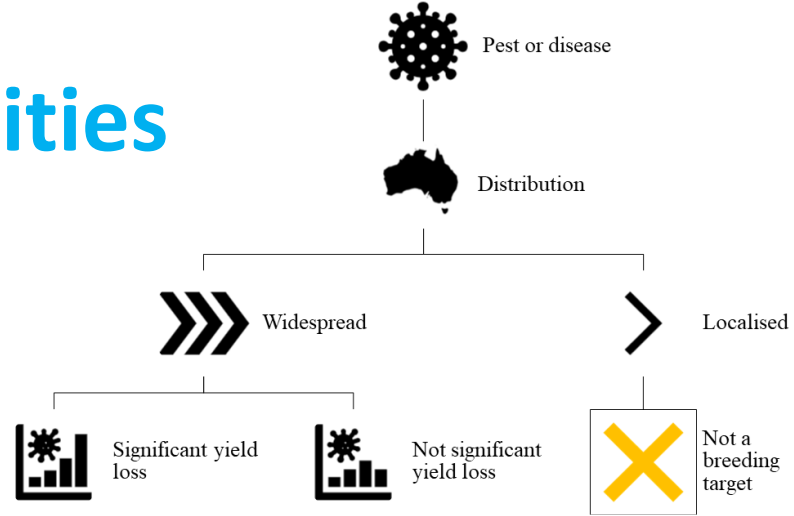 ities
Pest or disease
Distribution
Widespread
Localised
Significant yield
loss
Not significant
yield loss
Not a
breeding
target